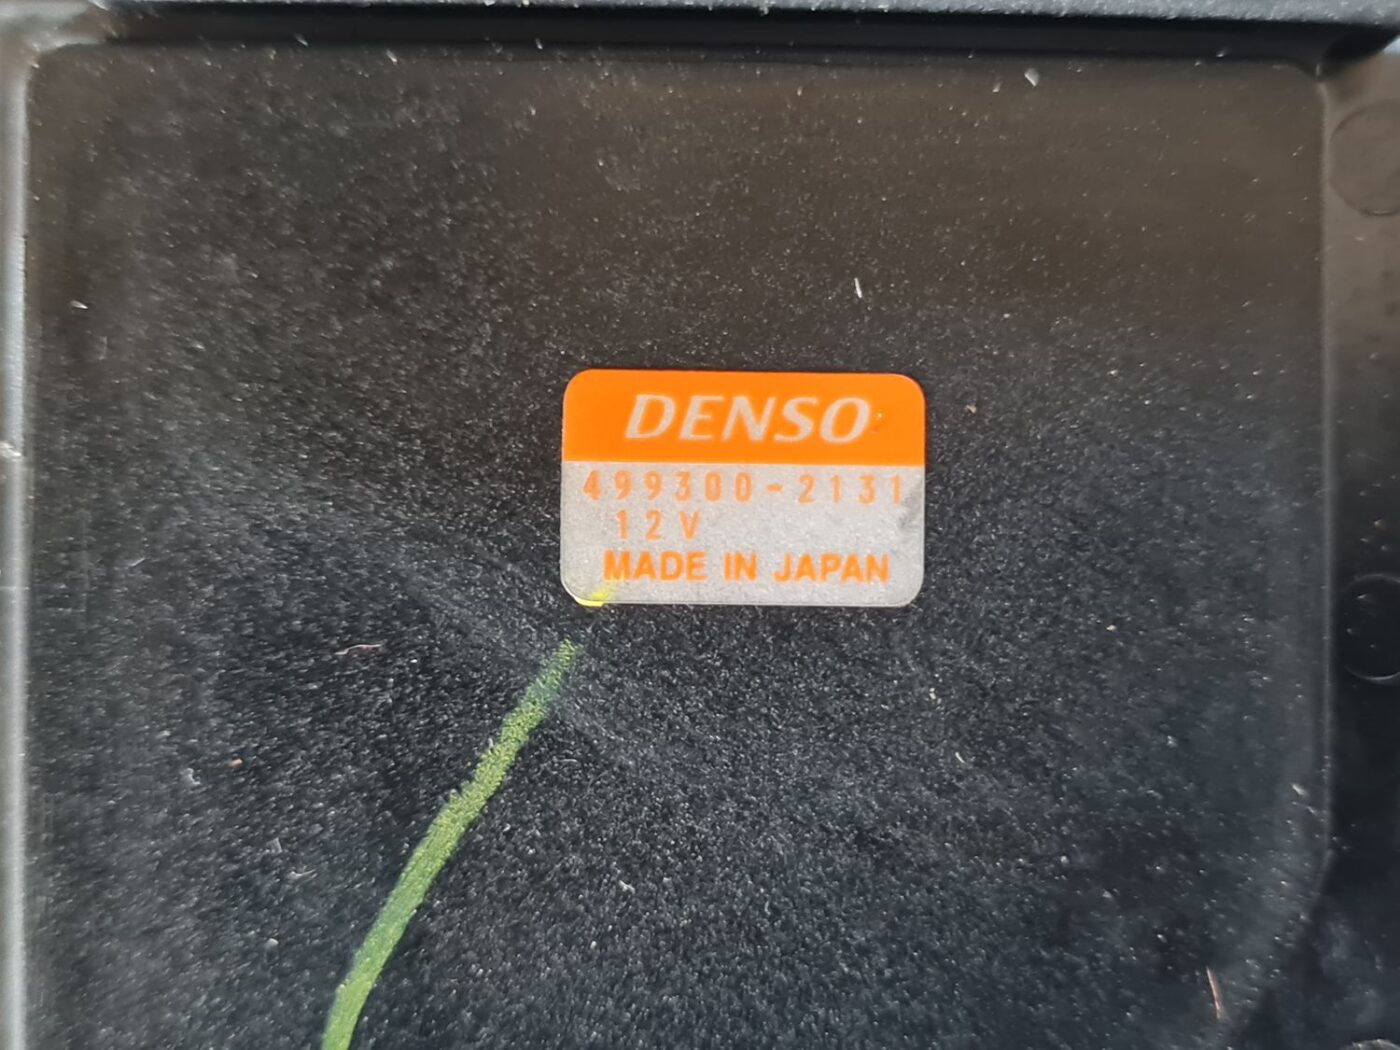 DENSO
499300-2131
12V
MADE IN JAPAN